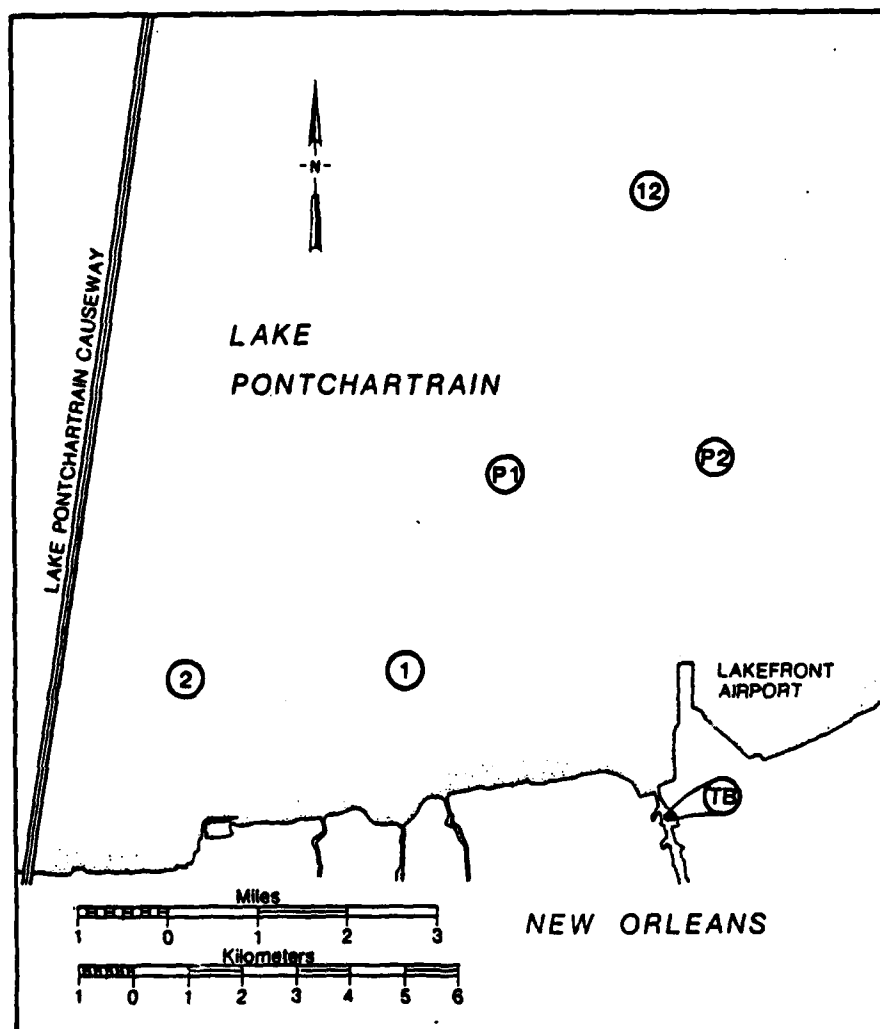 -N-
12
LAKE
PONTCHARTRAIN
LAKE PONTCHARTRAIN CAUSEWAY
P1
P2
2
1
LAKEFRONT
AIRPORT
TB
Miles
1 0 1 2 3
NEW ORLEANS
Kilometers
1 0 1 2 3 4 5 6